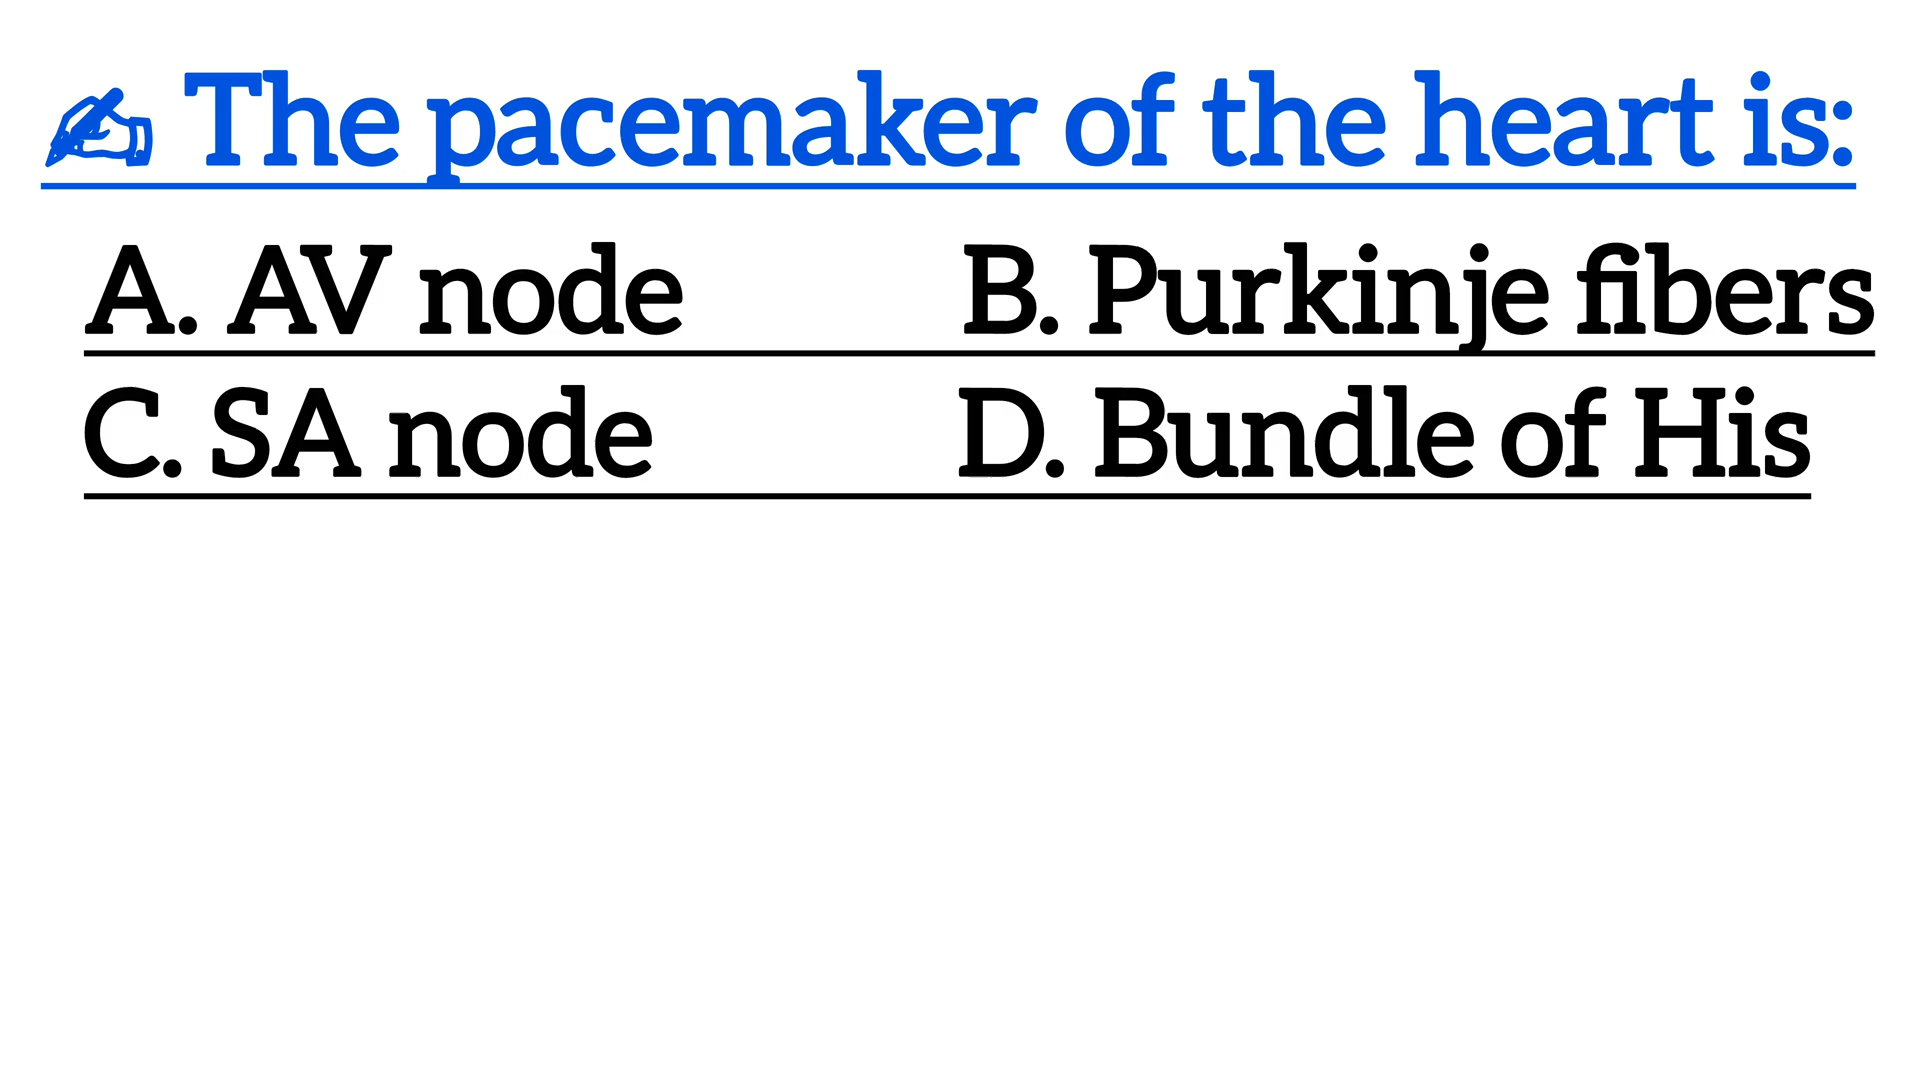 ✍ The pacemaker of the heart is:
A. AV node B. Purkinje fibers
C. SA node D. Bundle of His